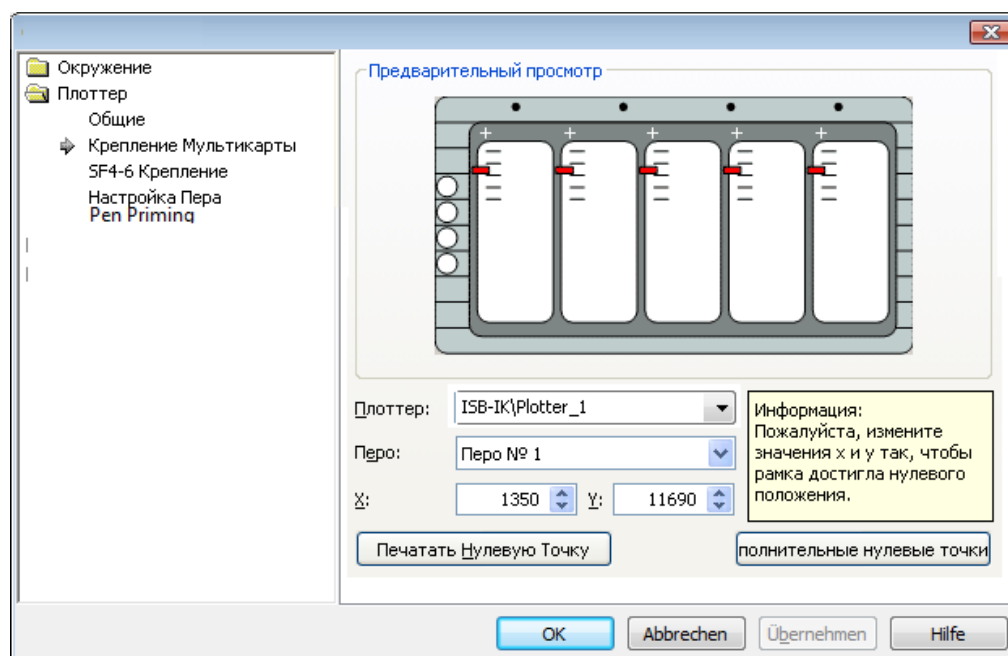 Окружение
Плоттер
Общие
Крепление Мультикарты
SF4-6 Крепление
Настройка Пера
Pen Priming
Предварительный просмотр
Плоттер:
ISB-IK\Plotter_1
Перо:
Перо № 1
X:
1350
Y:
11690
Информация:
Пожалуйста, измените
значения x и y так, чтобы
рамка достигла нулевого
положения.
Печатать Нулевую Точку
полнительные нулевые точки
OK
Abbrechen
Übernehmen
Hilfe